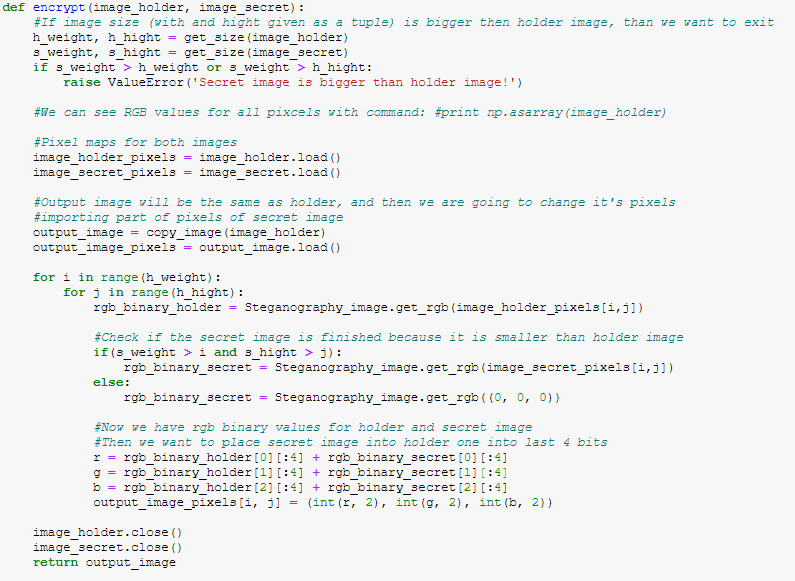 def encrypt(image_holder, image_secret):
    #If image size (with and hight given as a tuple) is bigger then holder image, than we want to exit
    h_weight, h_hight = get_size(image_holder)
    s_weight, s_hight = get_size(image_secret)
    if s_weight > h_weight or s_weight > h_hight:
        raise ValueError('Secret image is bigger than holder image!')

    #We can see RGB values for all pixcels with command: #print np.asarray(image_holder)

    #Pixel maps for both images
    image_holder_pixels = image_holder.load()
    image_secret_pixels = image_secret.load()

    #Output image will be the same as holder, and then we are going to change it's pixels
    #importing part of pixels of secret image
    output_image = copy_image(image_holder)
    output_image_pixels = output_image.load()

    for i in range(h_weight):
        for j in range(h_hight):
            rgb_binary_holder = Steganography_image.get_rgb(image_holder_pixels[i,j])

            #Check if the secret image is finished because it is smaller than holder image
            if(s_weight > i and s_hight > j):
                rgb_binary_secret = Steganography_image.get_rgb(image_secret_pixels[i,j])
            else:
                rgb_binary_secret = Steganography_image.get_rgb((0, 0, 0))

            #Now we have rgb binary values for holder and secret image
            #Then we want to place secret image into holder one into last 4 bits
            r = rgb_binary_holder[0][:4] + rgb_binary_secret[0][:4]
            g = rgb_binary_holder[1][:4] + rgb_binary_secret[1][:4]
            b = rgb_binary_holder[2][:4] + rgb_binary_secret[2][:4]
            output_image_pixels[i, j] = (int(r, 2), int(g, 2), int(b, 2))

    image_holder.close()
    image_secret.close()
    return output_image